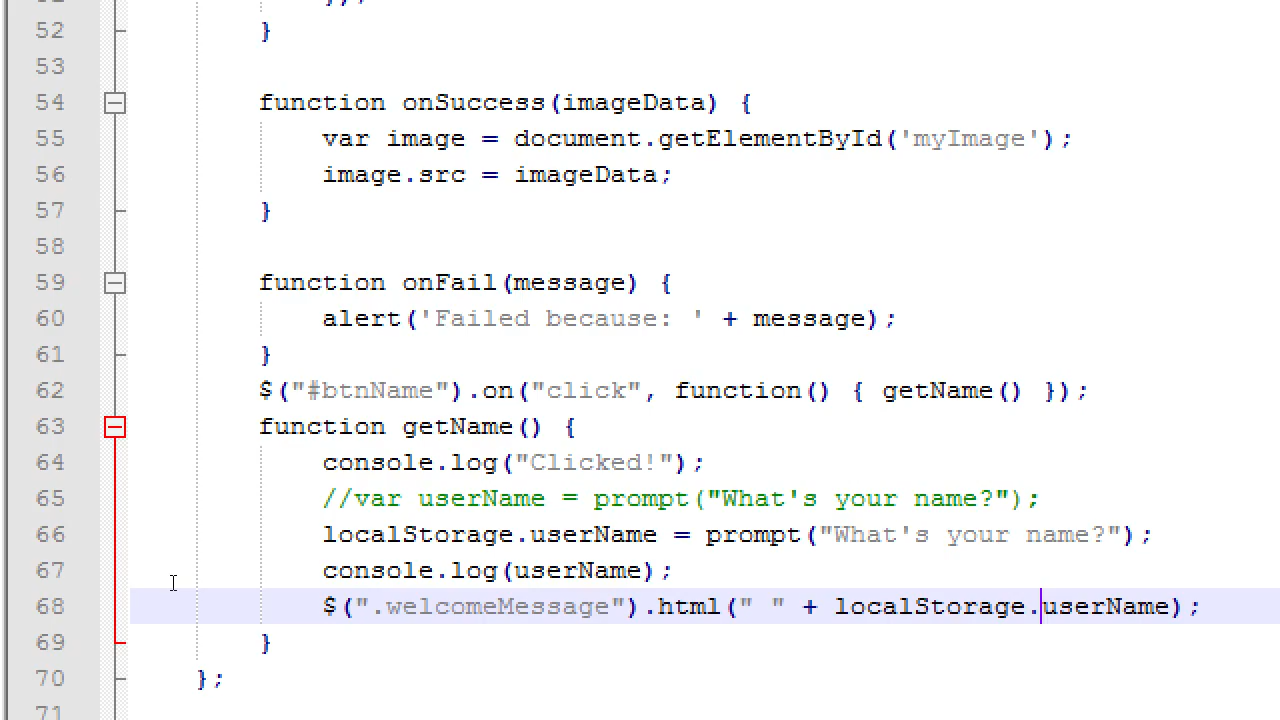 52 }
53
54 function onSuccess(imageData) {
55 var image = document.getElementById('myImage');
56 image.src = imageData;
57 }
58
59 function onFail(message) {
60 alert('Failed because: ' + message);
61 }
62 $("#btnName").on("click", function() { getName() });
63 function getName() {
64 console.log("Clicked!");
65 //var userName = prompt("What's your name?");
66 localStorage.userName = prompt("What's your name?");
67 console.log(userName);
68 $(".welcomeMessage").html(" " + localStorage.userName);
69 }
70 };
71